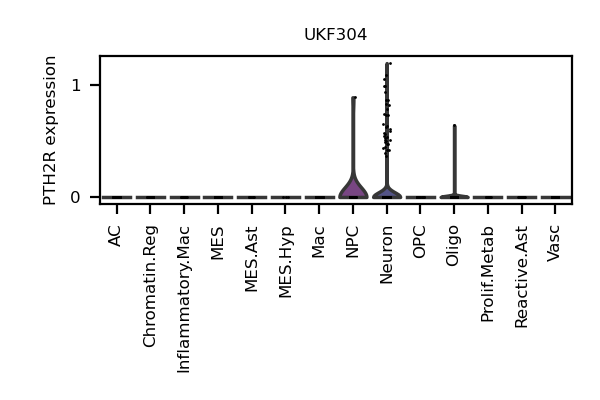 UKF304
PTH2R expression
1
0
AC
Chromatin.Reg
Inflammatory.Mac
MES
MES.Ast
MES.Hyp
Mac
NPC
Neuron
OPC
Oligo
Prolif.Metab
Reactive.Ast
Vasc